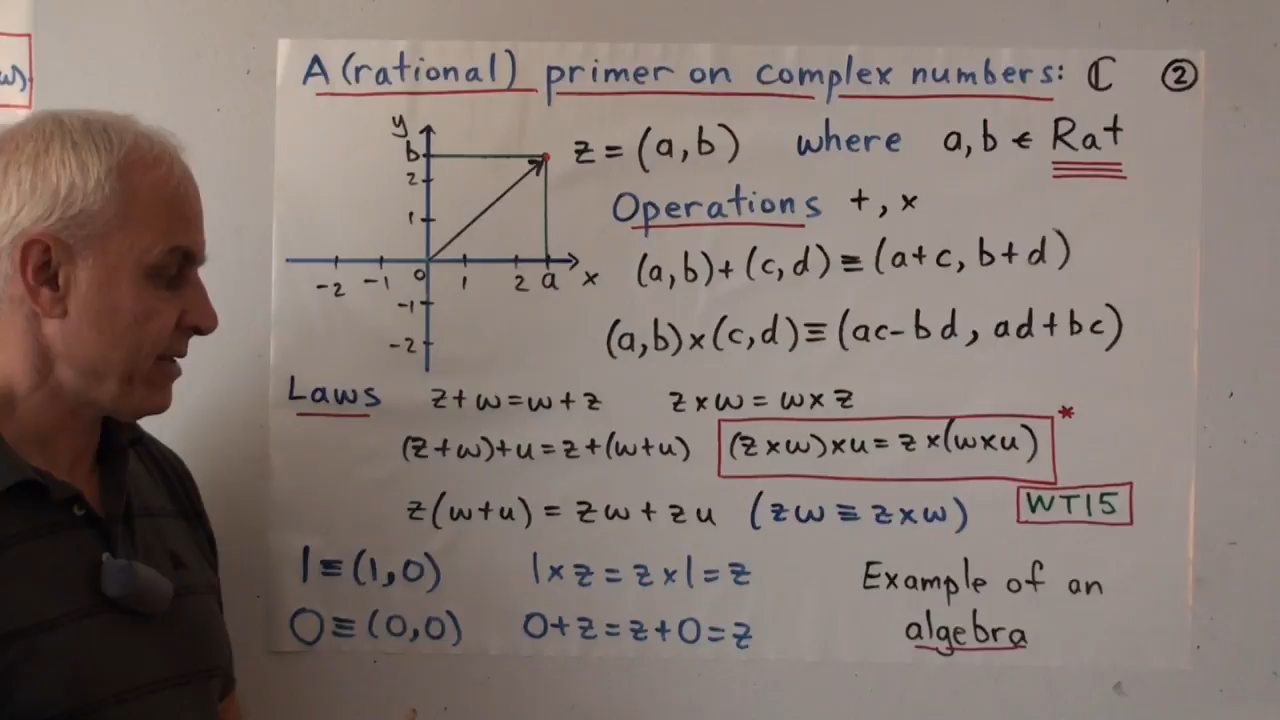 w)
A (rational) primer on complex numbers: ℂ ②
y
b
2
1
0
-1
-2
-2 -1 1 2 a x
z = (a, b) where a, b ∈ Rat
Operations +, ×
(a, b) + (c, d) ≡ (a+c, b+d)
(a, b) × (c, d) ≡ (ac-bd, ad+bc)
Laws z+w=w+z z×w=w×z
(z+w)+u=z+(w+u) (z×w)×u=z×(w×u) *
z(w+u) = zw+zu (zw≡z×w) WT15
1≡(1,0) 1×z=z×1=z Example of an
0≡(0,0) 0+z=z+0=z algebra